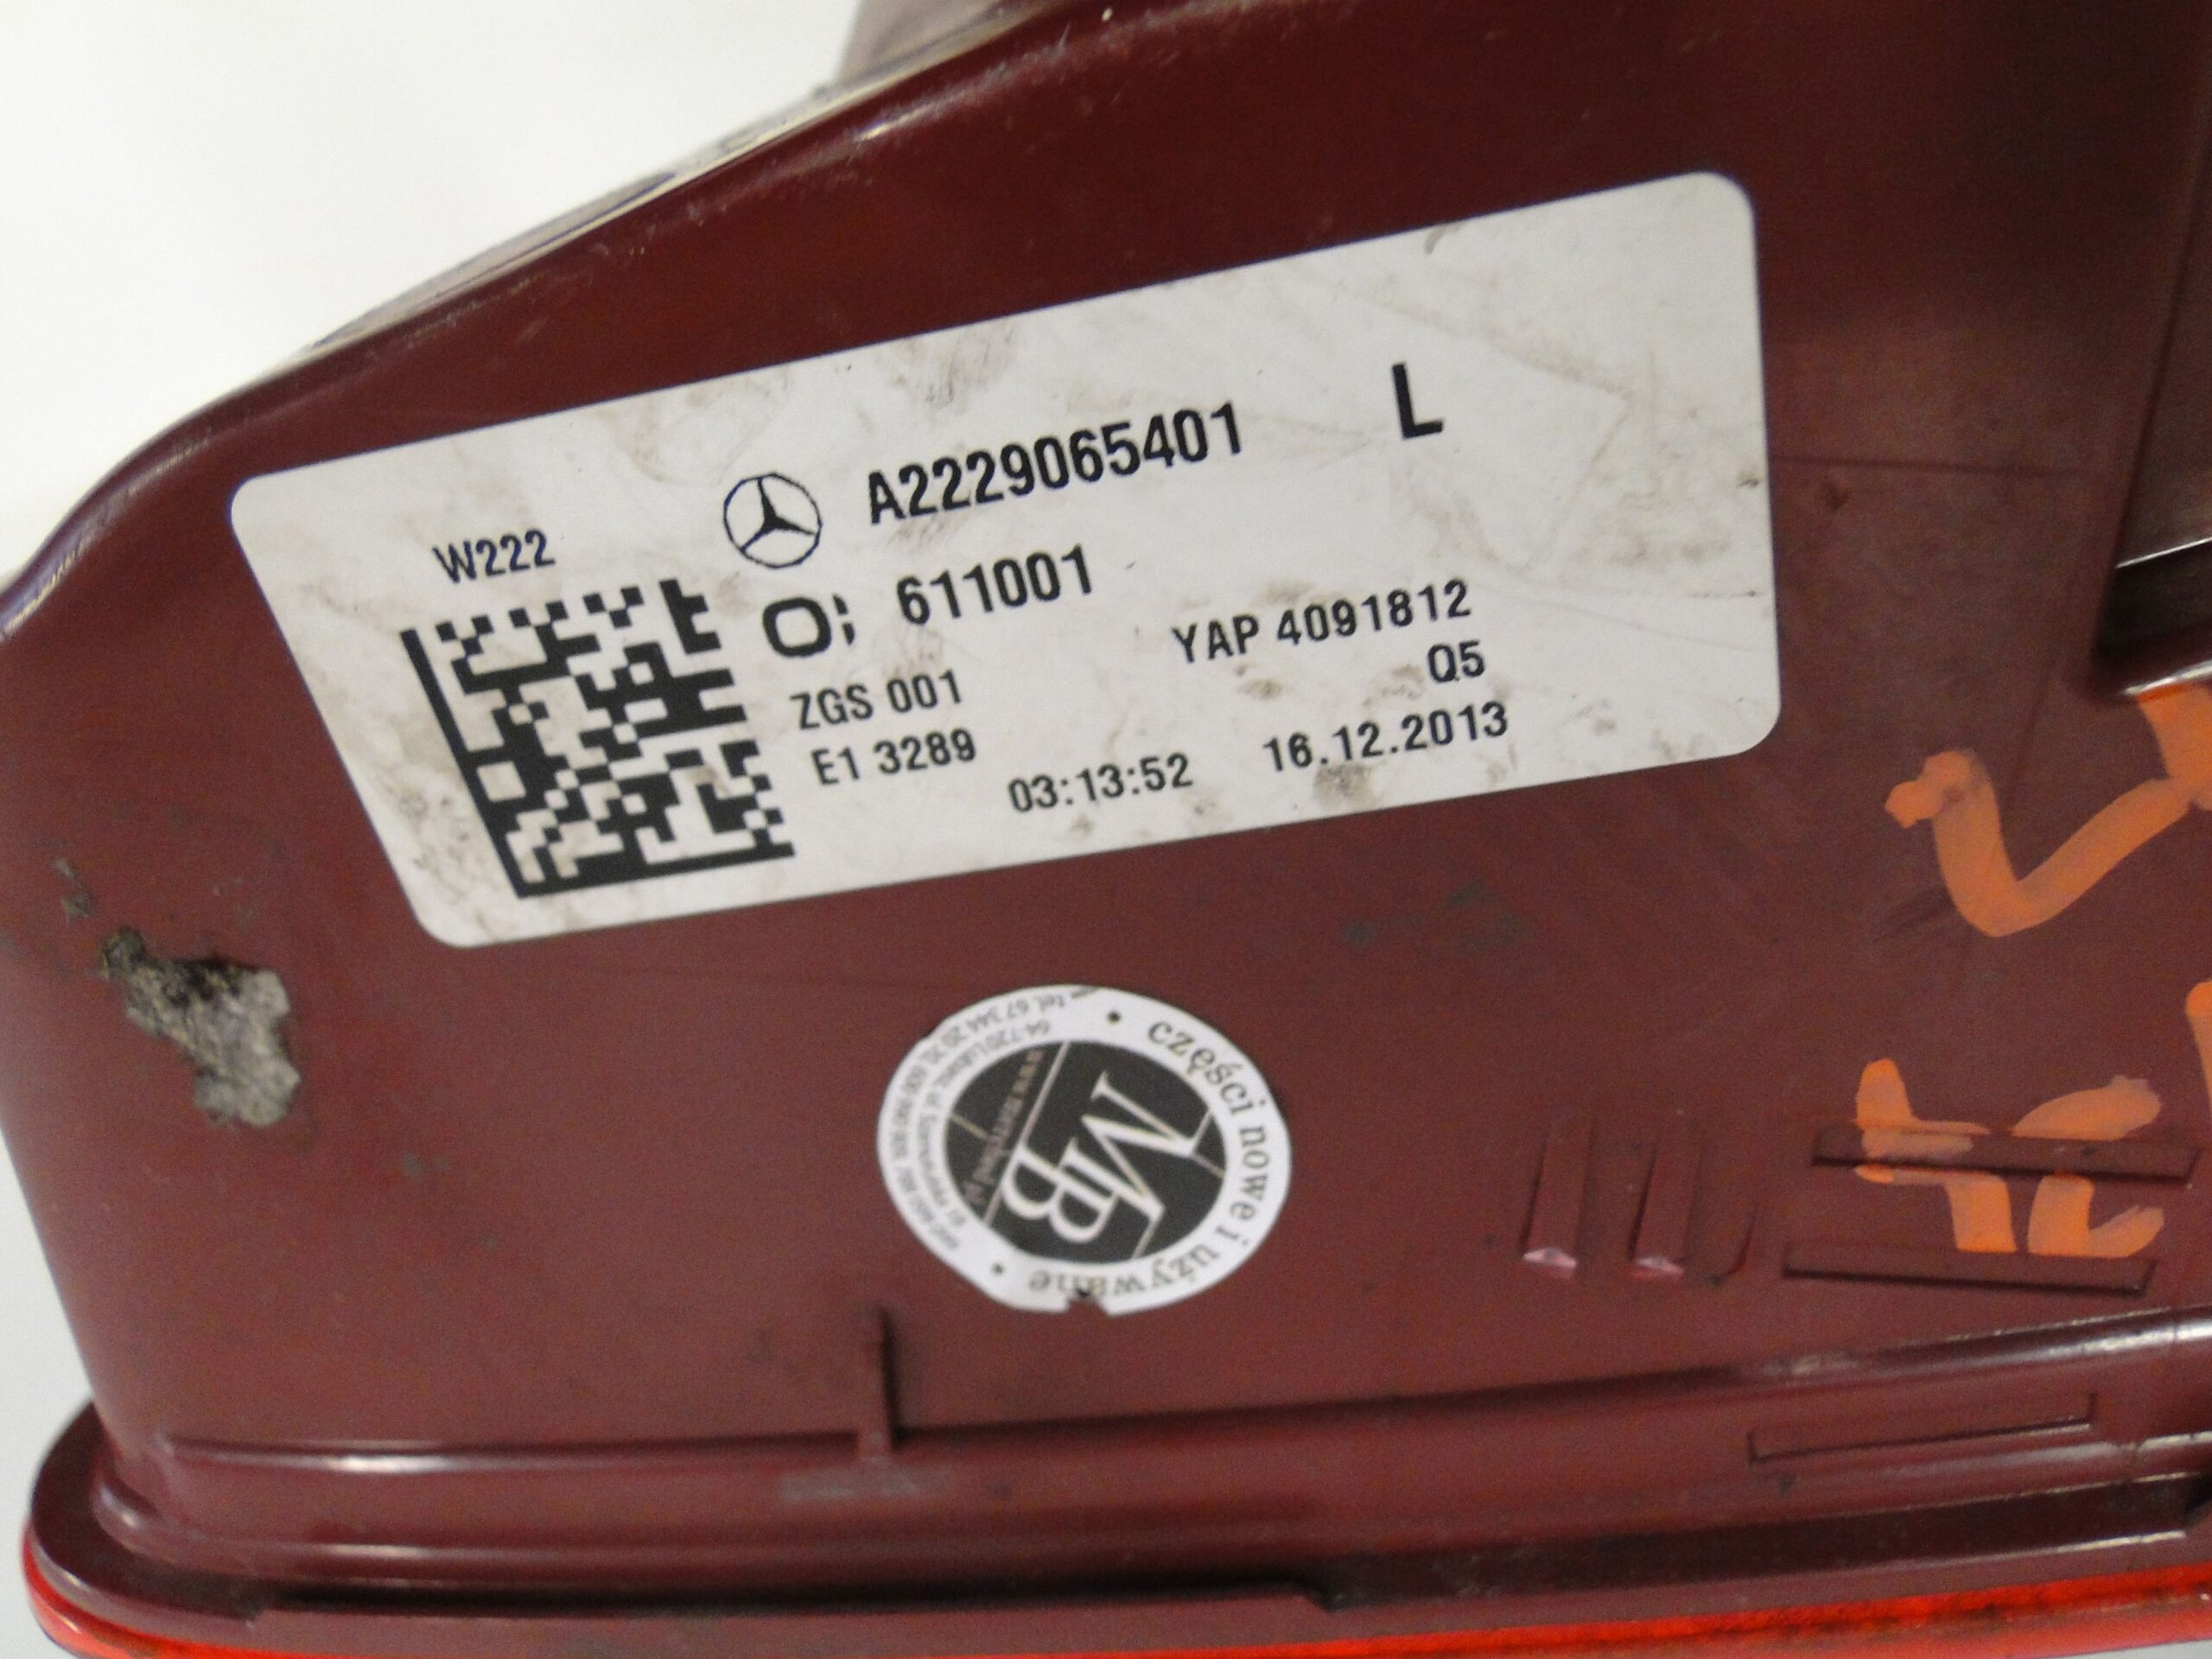 A2229065401 L
W222
O; 611001
YAP 4091812
Q5
ZGS 001
E1 3289
03:13:52 16.12.2013
części nowe i używane
MB